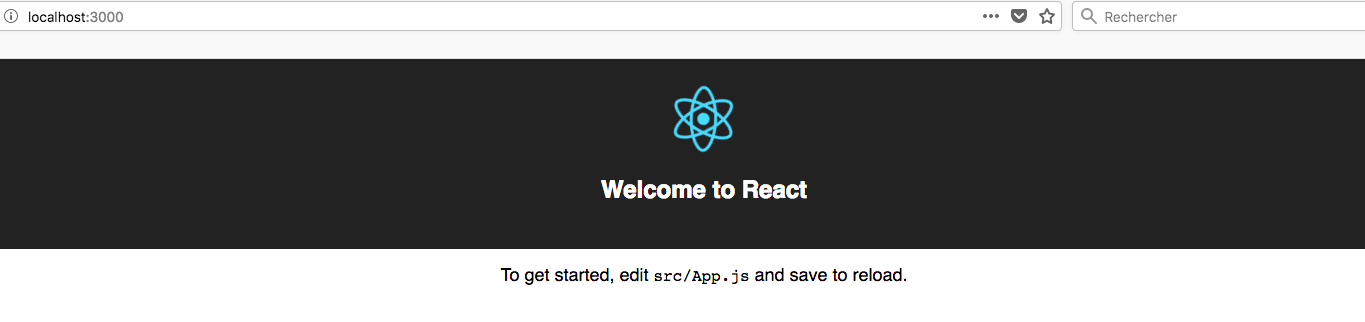 localhost:3000
Rechercher
Welcome to React
To get started, edit src/App.js and save to reload.